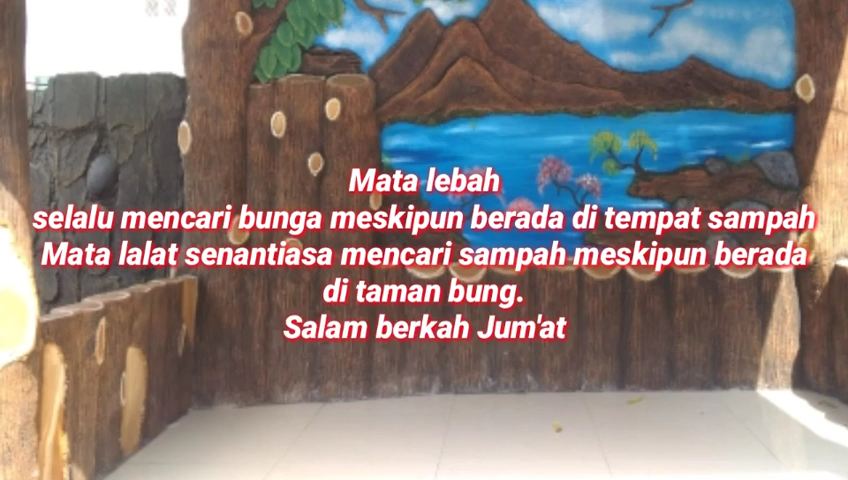 Mata lebah
selalu mencari bunga meskipun berada di tempat sampah
Mata lalat senantiasa mencari sampah meskipun berada
di taman bung.
Salam berkah Jum'at